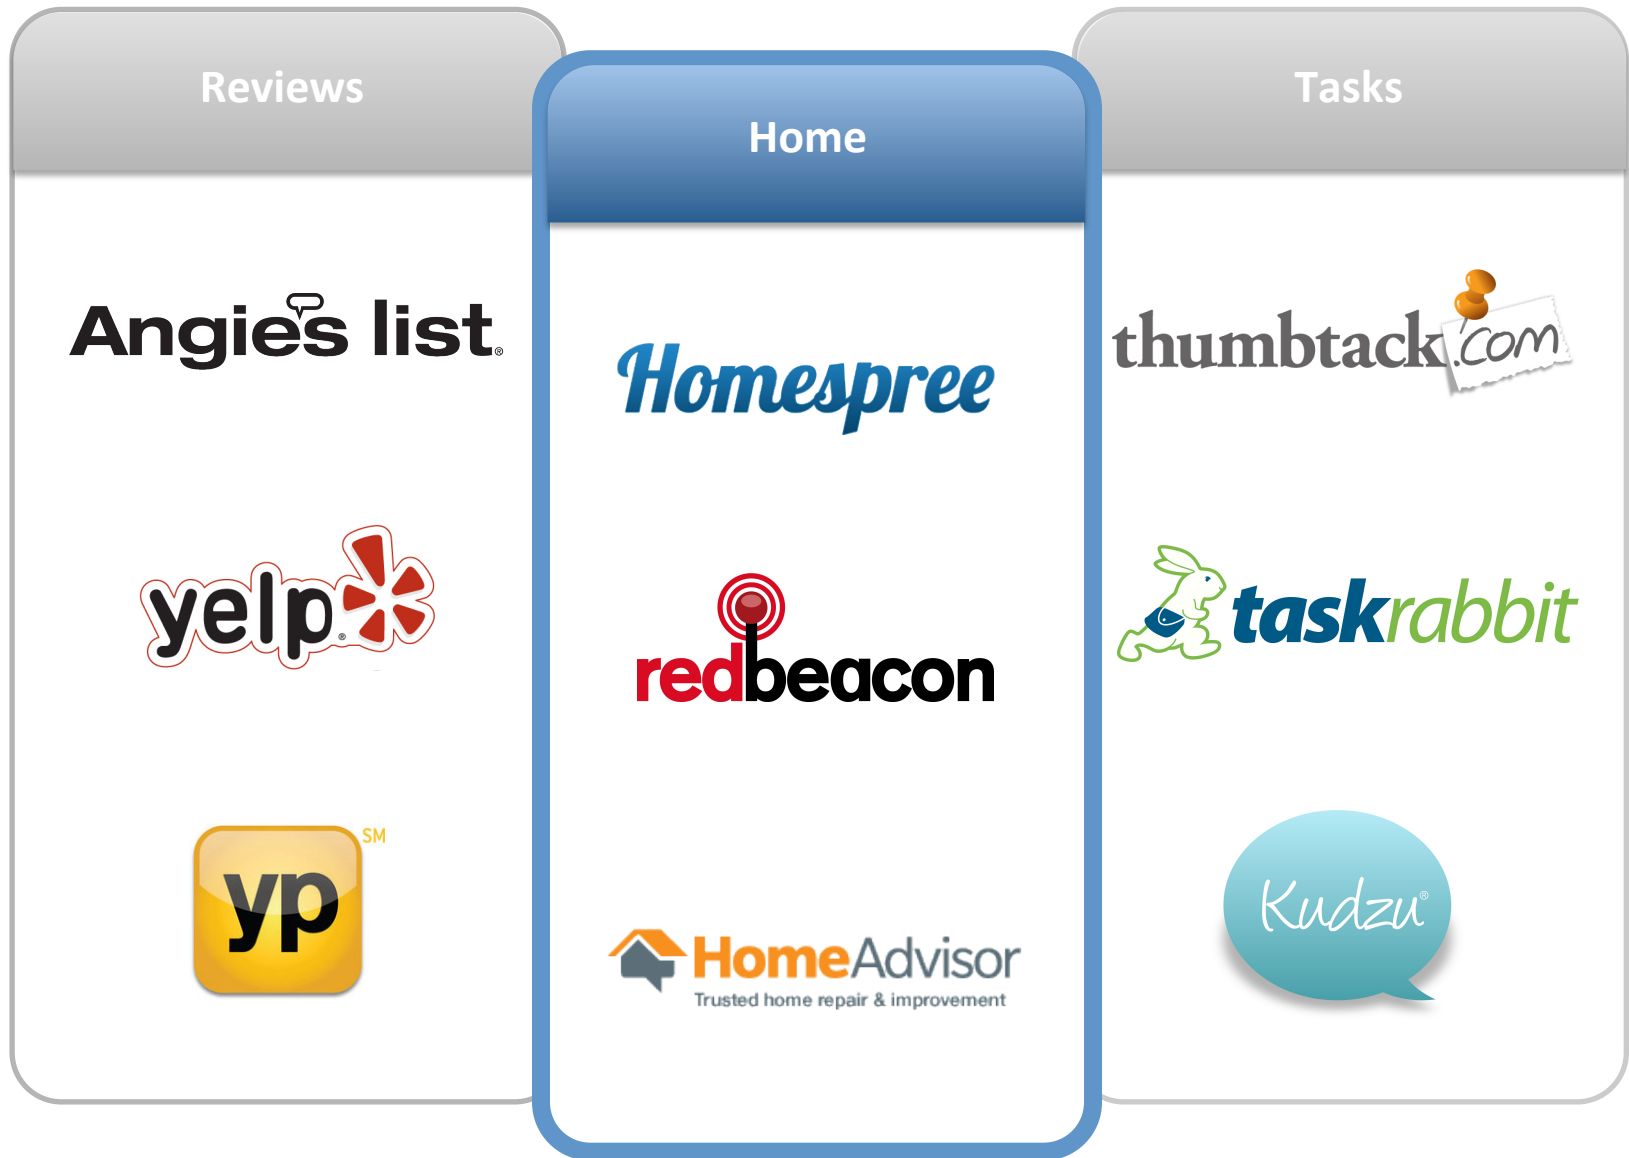 Reviews
Angie's list®
yelp®
yp SM
Home
Homespree
redbeacon
HomeAdvisor
Trusted home repair & improvement
Tasks
thumbtack.com
taskrabbit
Kudzu®